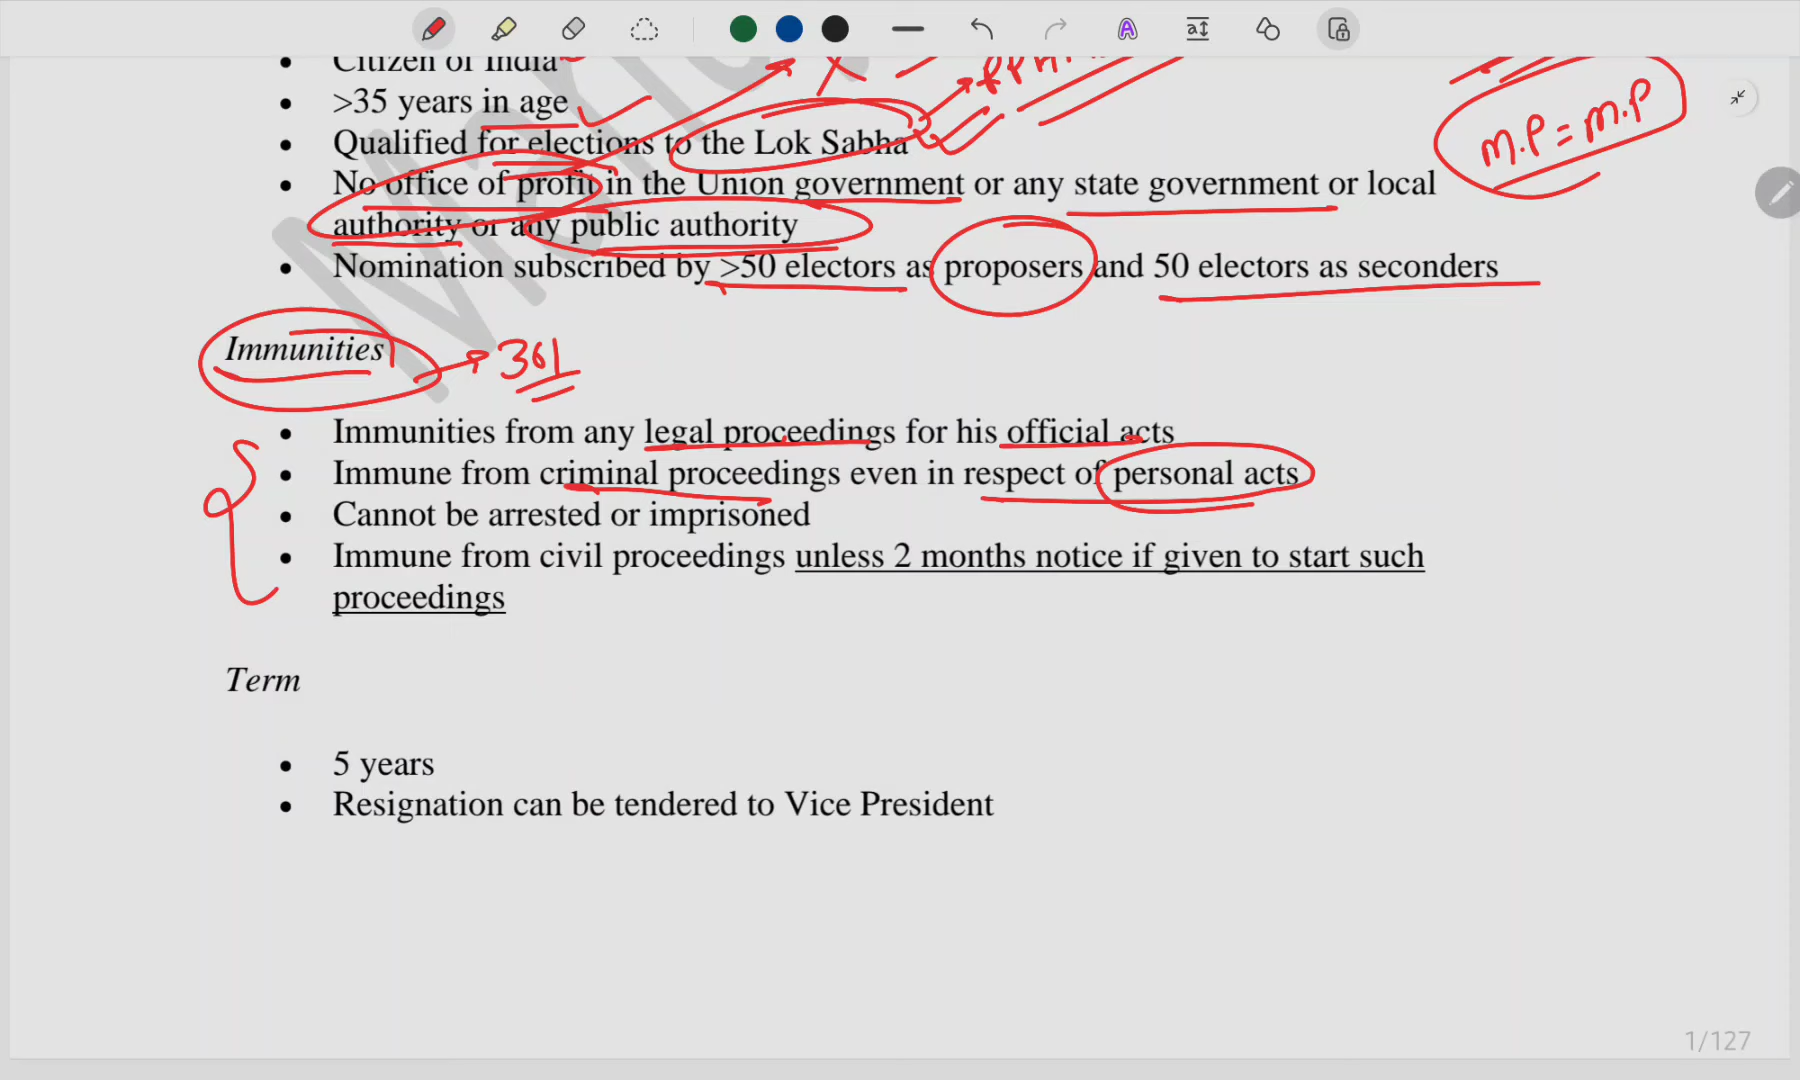 Citizen of India
>35 years in age
Qualified for elections to the Lok Sabha
M.P = M.P
No office of profit in the Union government or any state government or local
authority or any public authority
Nomination subscribed by >50 electors as proposers and 50 electors as seconders
Immunities
361
Immunities from any legal proceedings for his official acts
Immune from criminal proceedings even in respect of personal acts
Cannot be arrested or imprisoned
Immune from civil proceedings unless 2 months notice if given to start such
proceedings
Term
5 years
Resignation can be tendered to Vice President
1/127